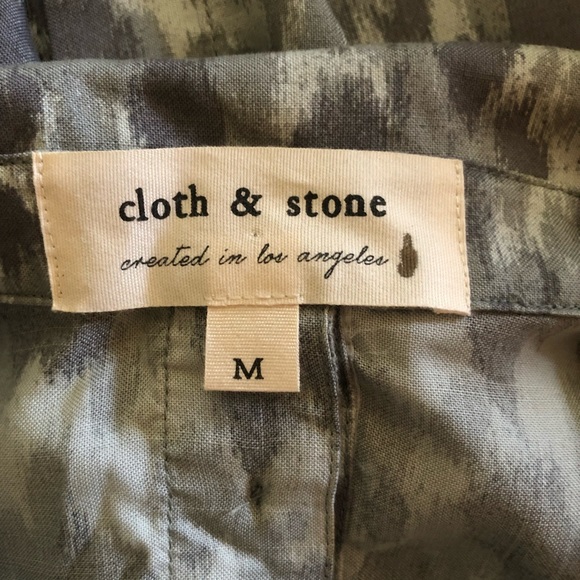 cloth & stone
created in los angeles
M